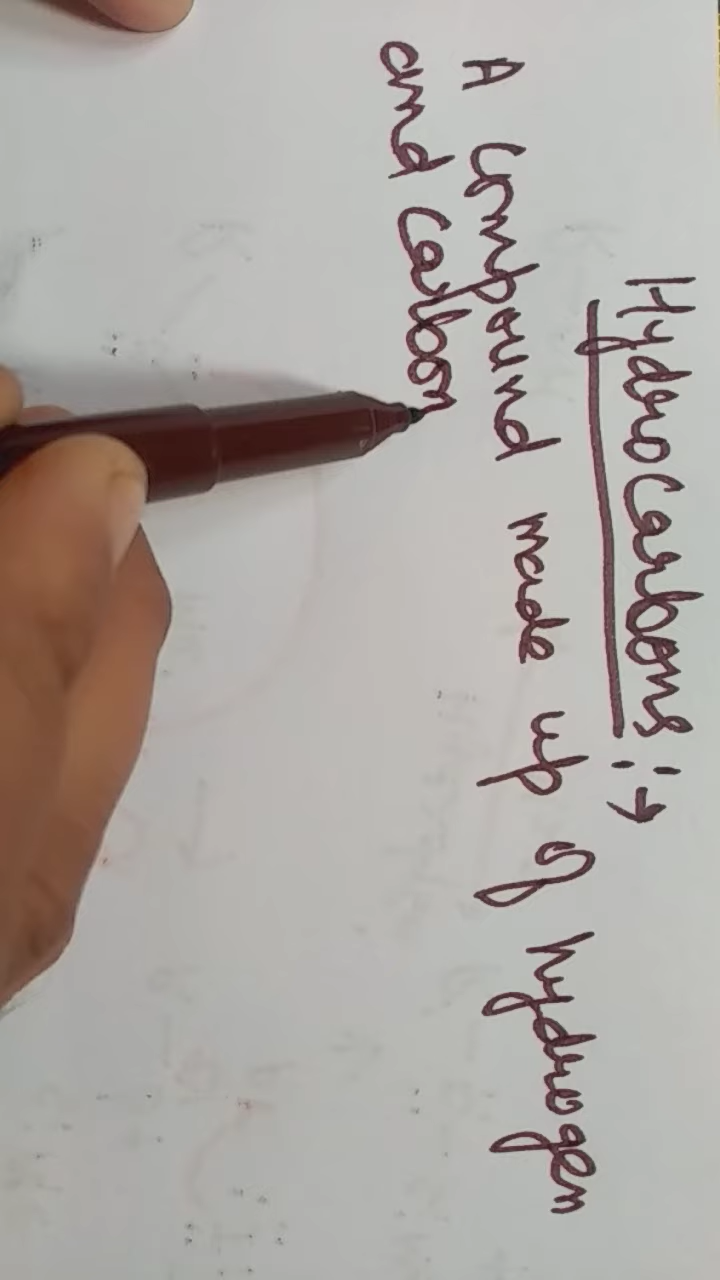 Hydrocarbons :→
A compound made up of hydrogen
and carbon